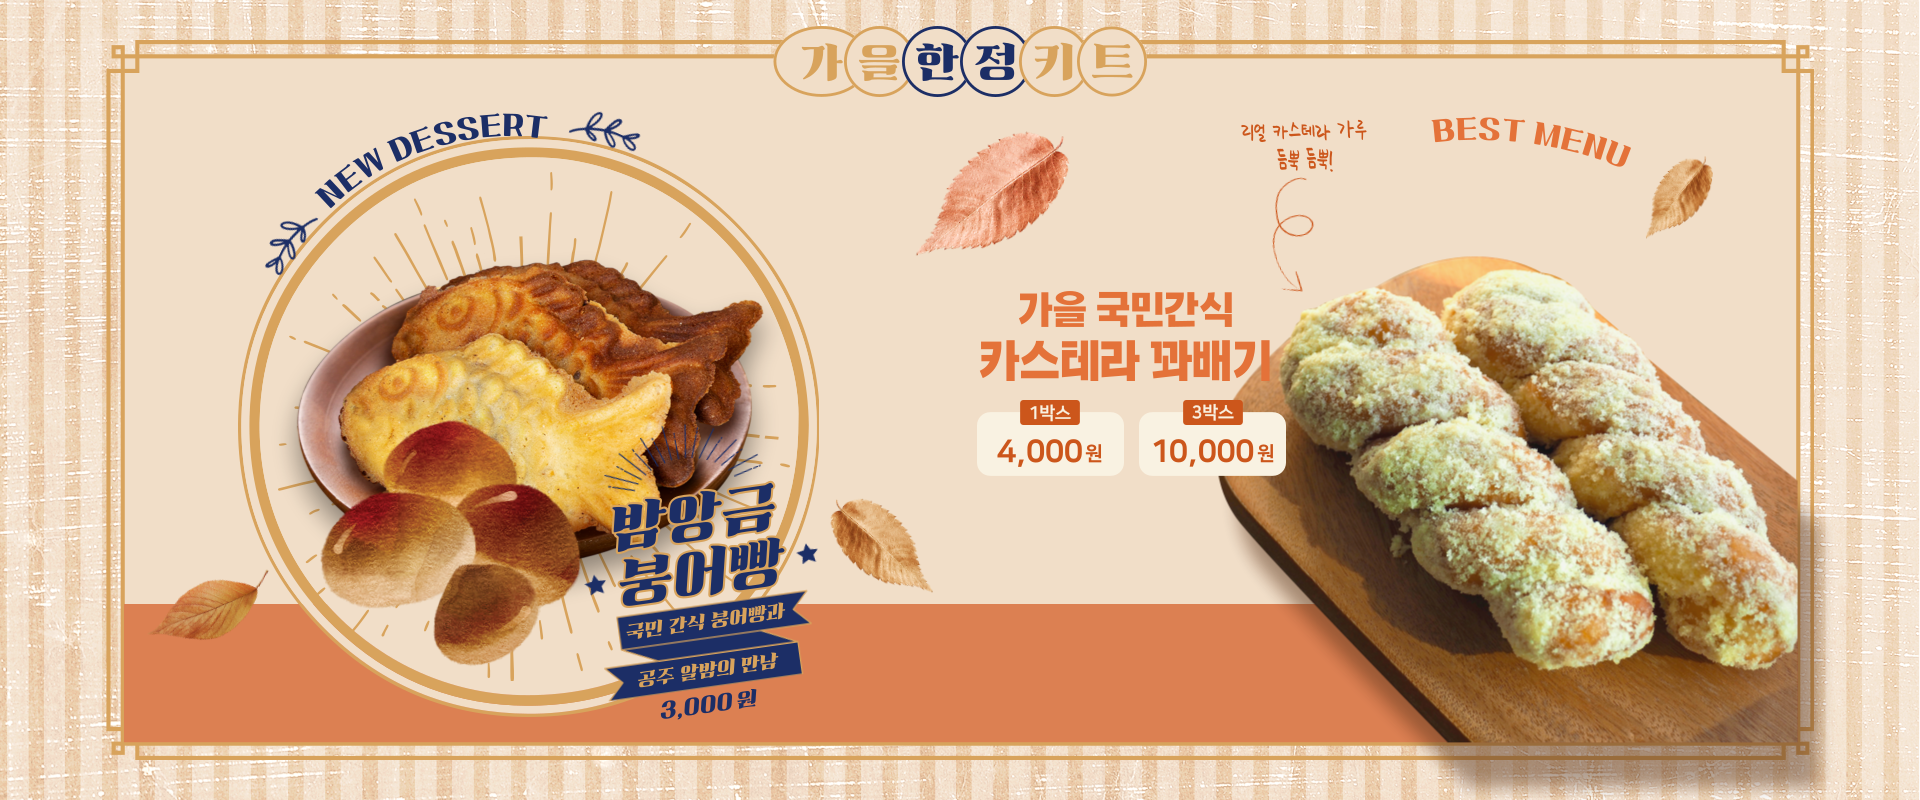 가을한정키트
NEW DESSERT
밤앙금
붕어빵
국민 간식 붕어빵과
공주 알밤의 만남
3,000 원
리얼 카스테라 가루
듬뿍 듬뿍!
BEST MENU
가을 국민간식
카스테라 꽈배기
1박스
4,000원
3박스
10,000원